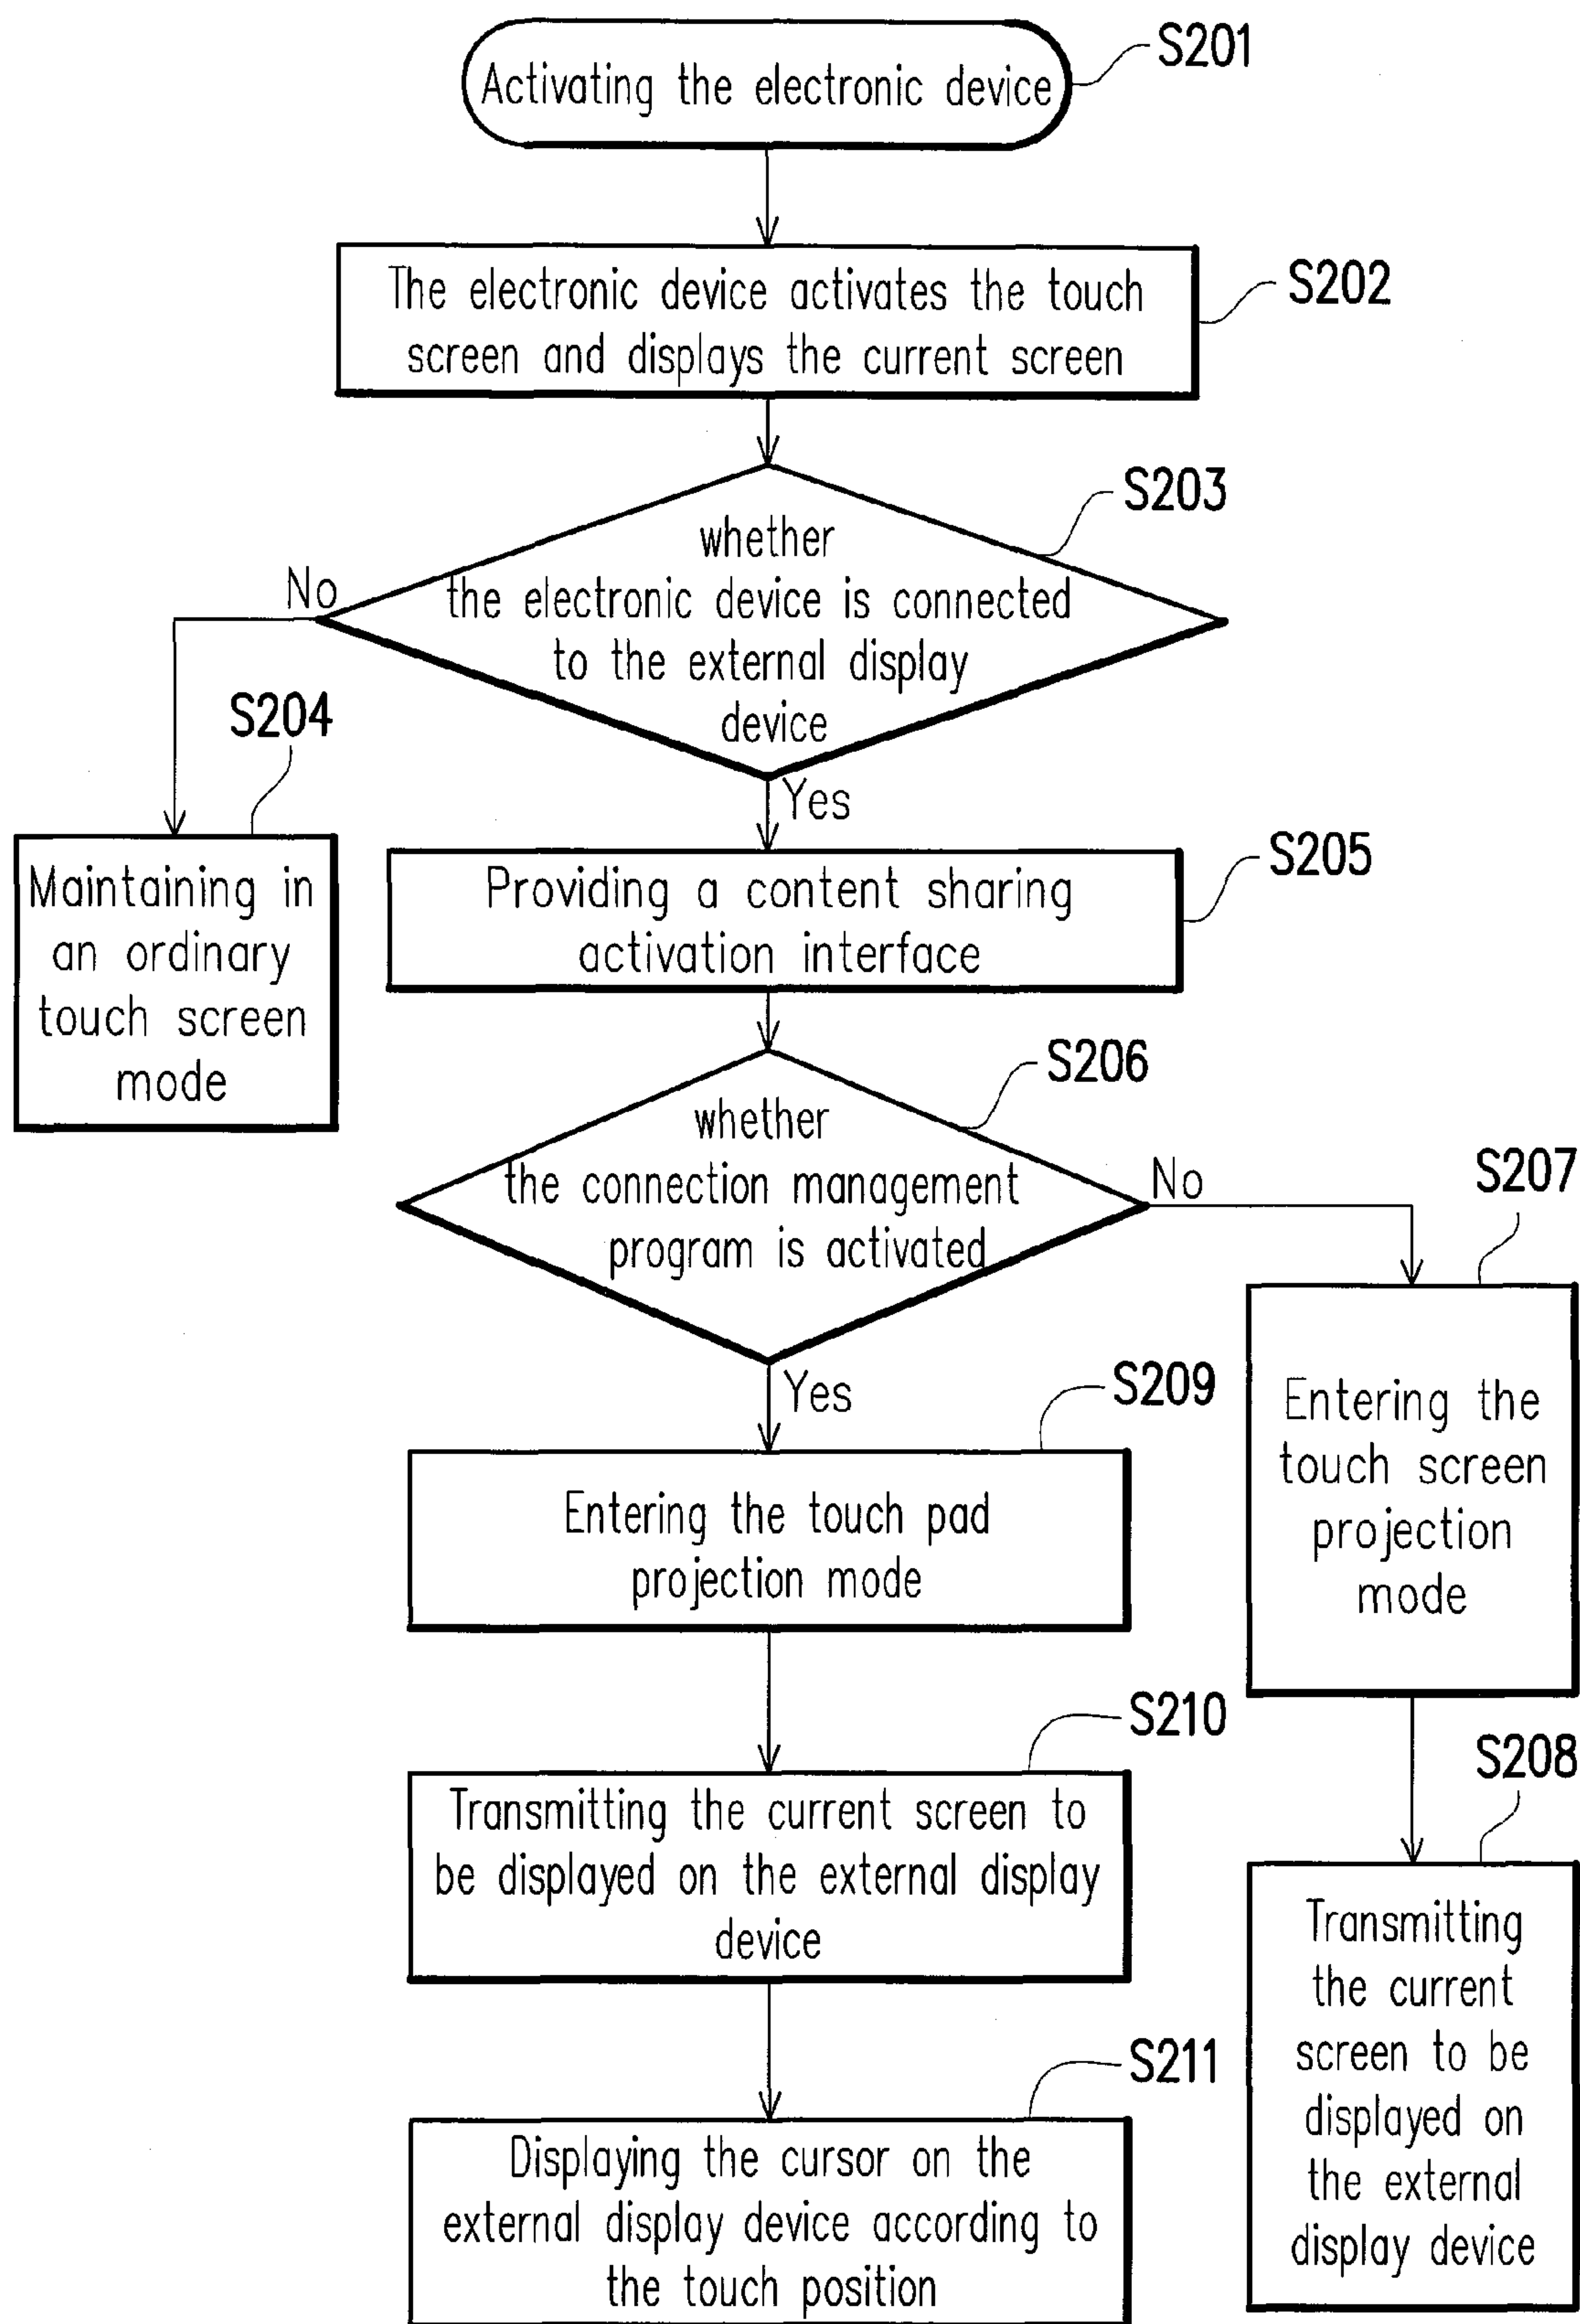 S201
Activating the electronic device
S202
The electronic device activates the touch
screen and displays the current screen
S203
whether
the electronic device is connected
to the external display
device
No
Yes
S204
Maintaining in
an ordinary
touch screen
mode
S205
Providing a content sharing
activation interface
S206
whether
the connection management
program is activated
No
Yes
S207
Entering the
touch screen
projection
mode
S208
Transmitting
the current
screen to be
displayed on
the external
display device
S209
Entering the touch pad
projection mode
S210
Transmitting the current screen to
be displayed on the external display
device
S211
Displaying the cursor on the
external display device according to
the touch position